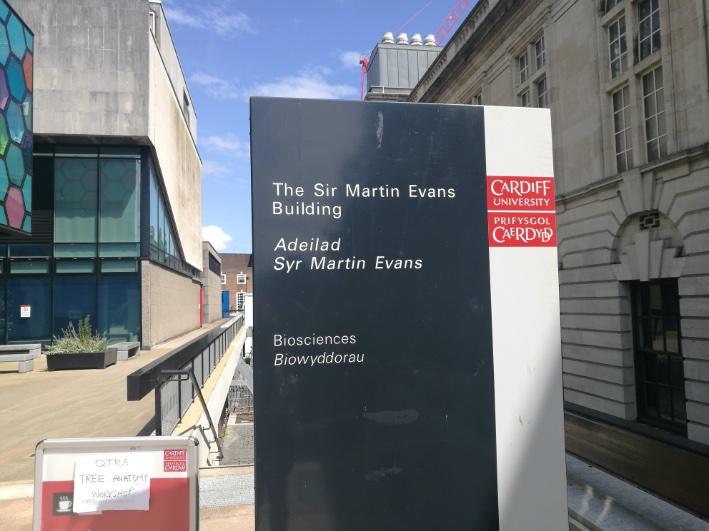 The Sir Martin Evans
Building
Adeilad
Syr Martin Evans
Biosciences
Biowyddorau
CARDIFF
UNIVERSITY
PRIFYSGOL
CAERDYDD
QTRA
TREE ANATOMY
WORKSHOP